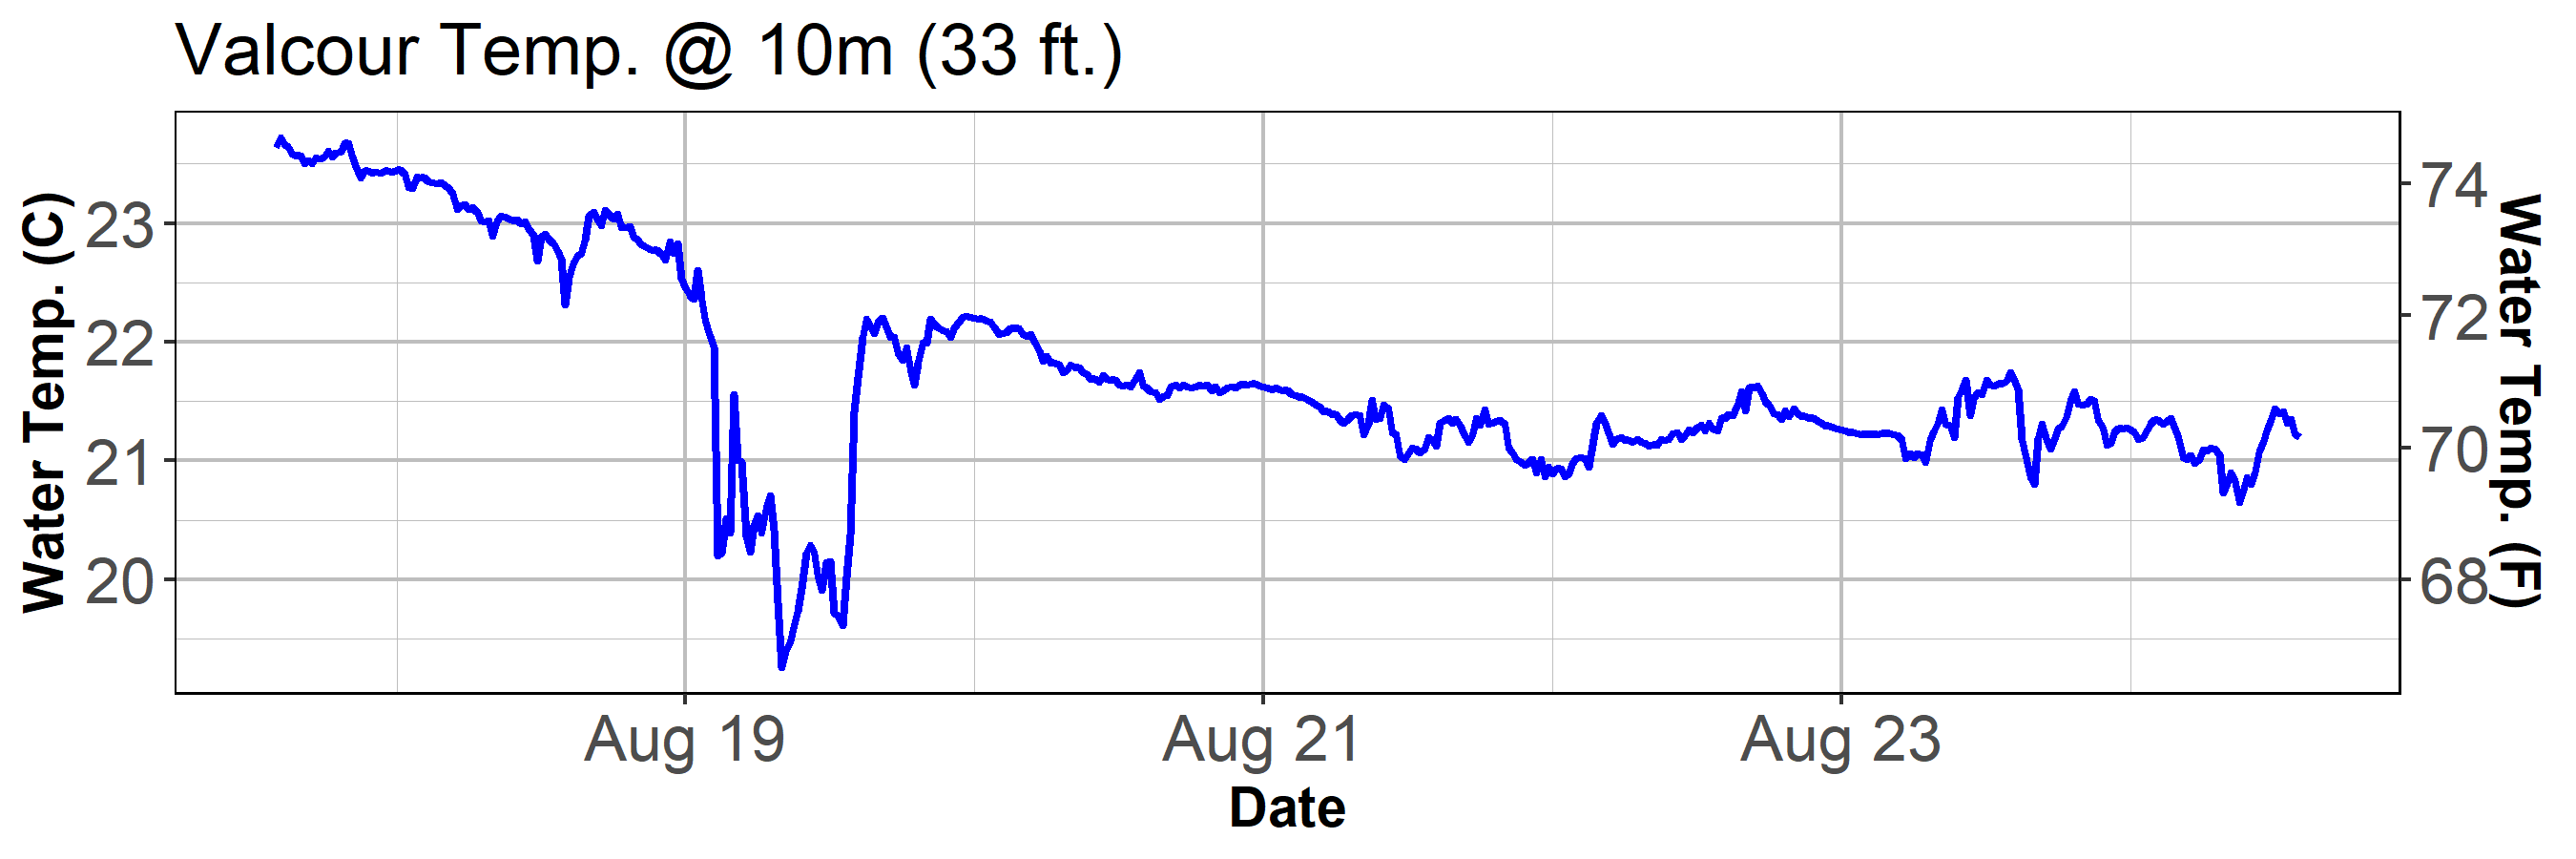 Valcour Temp. @ 10m (33 ft.)
Water Temp. (C)
23
22
21
20
74
72
70
68
Water Temp. (F)
Aug 19 Aug 21 Aug 23
Date